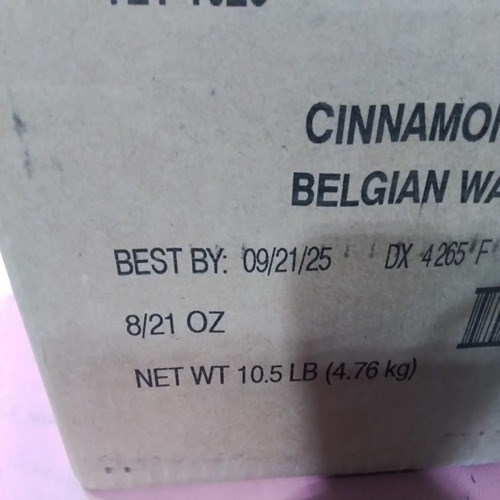 CINNAMO
BELGIAN WA
BEST BY: 09/21/25 DX 4265 F
8/21 OZ
NET WT 10.5 LB (4.76 kg)